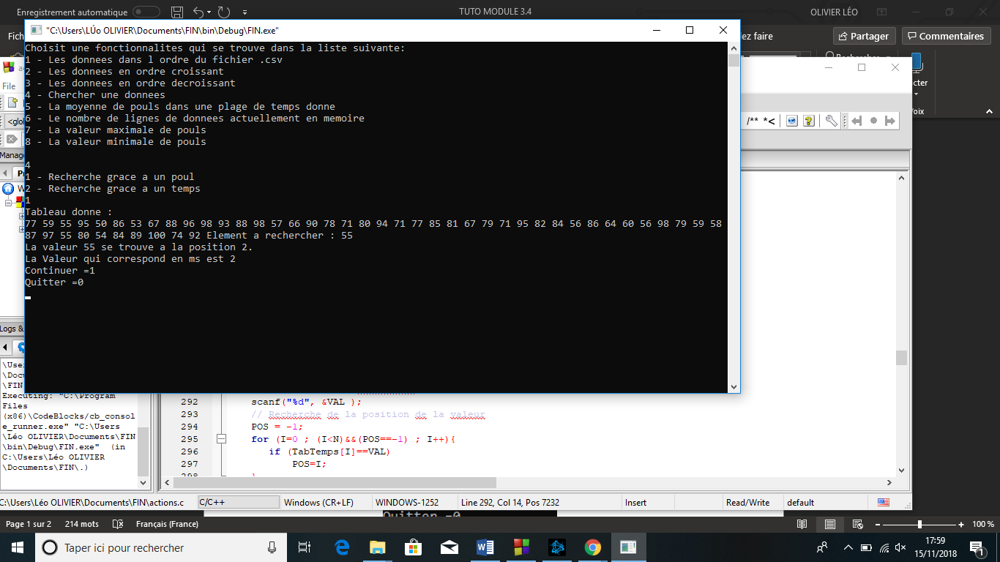 Enregistrement automatique
TUTO MODULE 3.4
OLIVIER LÉO
"C:\Users\LÚo OLIVIER\Documents\FIN\bin\Debug\FIN.exe"
Fich
lez faire
Partager
Commentaires
Choisit une fonctionnalites qui se trouve dans la liste suivante:
1 - Les donnees dans l ordre du fichier .csv
2 - Les donnees en ordre croissant
3 - Les donnees en ordre decroissant
4 - Chercher une donnees
5 - La moyenne de pouls dans une plage de temps donne
6 - Le nombre de lignes de donnees actuellement en memoire
7 - La valeur maximale de pouls
8 - La valeur minimale de pouls
4
1 - Recherche grace a un poul
2 - Recherche grace a un temps
1
Tableau donne :
77 59 55 95 50 86 53 67 88 96 98 93 88 98 57 66 90 78 71 80 94 71 77 85 81 67 79 71 95 82 84 56 86 64 60 56 98 79 59 58
87 97 55 80 54 84 89 100 74 92 Element a rechercher : 55
La valeur 55 se trouve a la position 2.
La Valeur qui correspond en ms est 2
Continuer =1
Quitter =0
File
<glob
Manage
Logs &
cter
oix
/** *<
\User
\Docu
\FIN
Executing: "C:\Program
Files
(x86)\CodeBlocks/cb_consol
e_runner.exe" "C:\Users
\Léo OLIVIER\Documents\FIN
\bin\Debug\FIN.exe" (in
C:\Users\Léo OLIVIER
\Documents\FIN\.)
292 scanf("%d", &VAL );
293 // Recherche de la position de la valeur
294 POS = -1;
295 for (I=0 ; (I<N)&&(POS==-1) ; I++){
296 if (TabTemps[I]==VAL)
297 POS=I;
298 }
C:\Users\Léo OLIVIER\Documents\FIN\actions.c
C/C++
Windows (CR+LF)
WINDOWS-1252
Line 292, Col 14, Pos 7232
Insert
Read/Write
default
Quitter =0
Page 1 sur 2
214 mots
Français (France)
100 %
Taper ici pour rechercher
17:59
15/11/2018
1